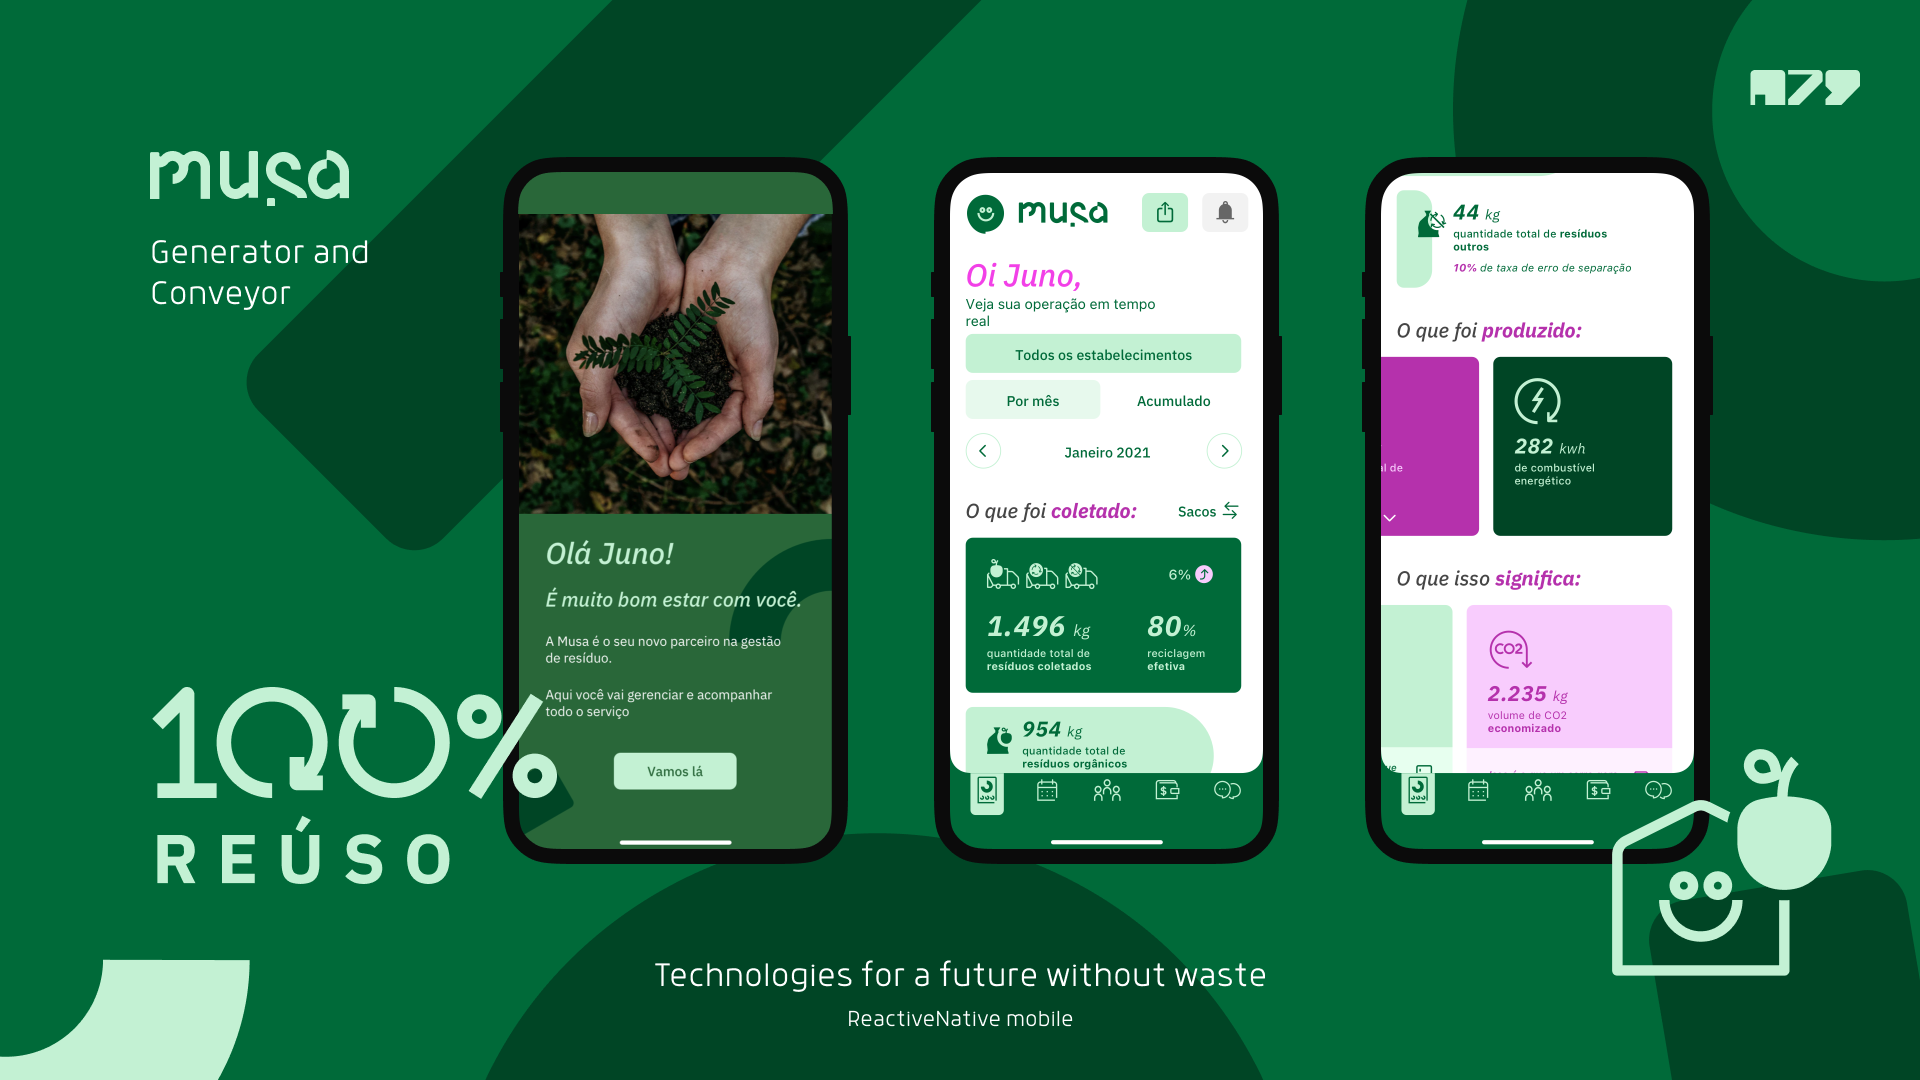 A79
musa
Generator and
Conveyor
100%
REÚSO
Olá Juno!
É muito bom estar com você.
A Musa é o seu novo parceiro na gestão
de resíduo.
Aqui você vai gerenciar e acompanhar
todo o serviço
Vamos lá
musa
Oi Juno,
Veja sua operação em tempo
real
Todos os estabelecimentos
Por mês Acumulado
Janeiro 2021
O que foi coletado: Sacos
6%
1.496 kg 80%
quantidade total de reciclagem
resíduos coletados efetiva
954 kg
quantidade total de
resíduos orgânicos
44 kg
quantidade total de resíduos
outros
10% de taxa de erro de separação
O que foi produzido:
282 kwh
al de de combustível
energético
O que isso significa:
CO2
2.235 kg
volume de CO2
economizado
Technologies for a future without waste
ReactiveNative mobile